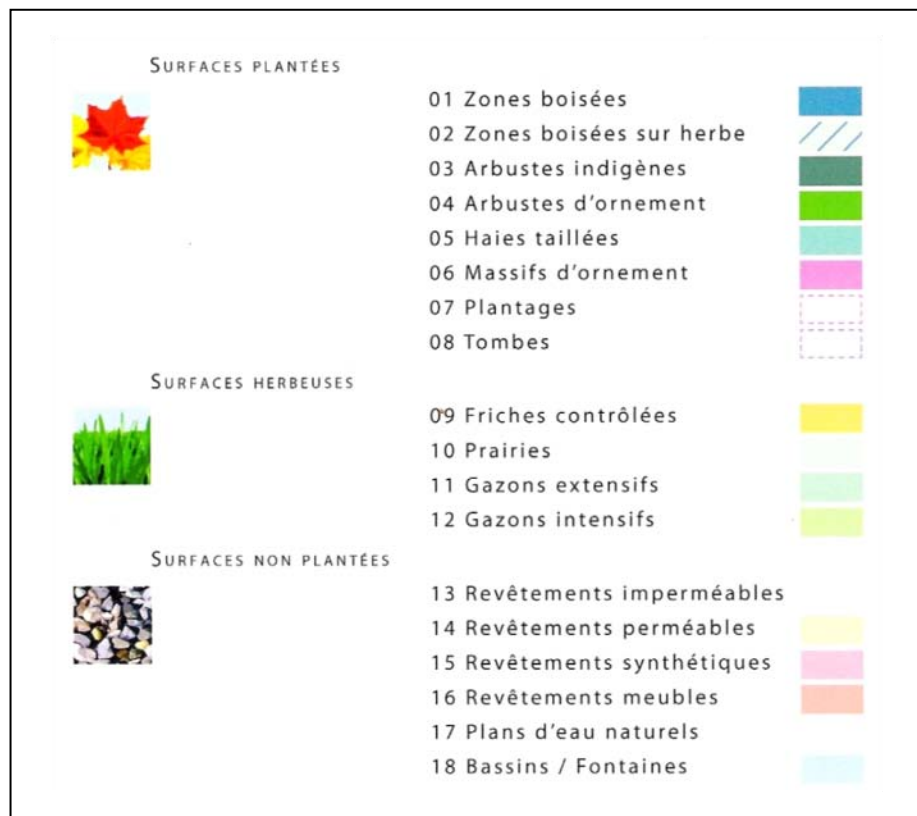 SURFACES PLANTÉES
01 Zones boisées
02 Zones boisées sur herbe
03 Arbustes indigènes
04 Arbustes d'ornement
05 Haies taillées
06 Massifs d'ornement
07 Plantages
08 Tombes
SURFACES HERBEUSES
09 Friches contrôlées
10 Prairies
11 Gazons extensifs
12 Gazons intensifs
SURFACES NON PLANTÉES
13 Revêtements imperméables
14 Revêtements perméables
15 Revêtements synthétiques
16 Revêtements meubles
17 Plans d'eau naturels
18 Bassins / Fontaines